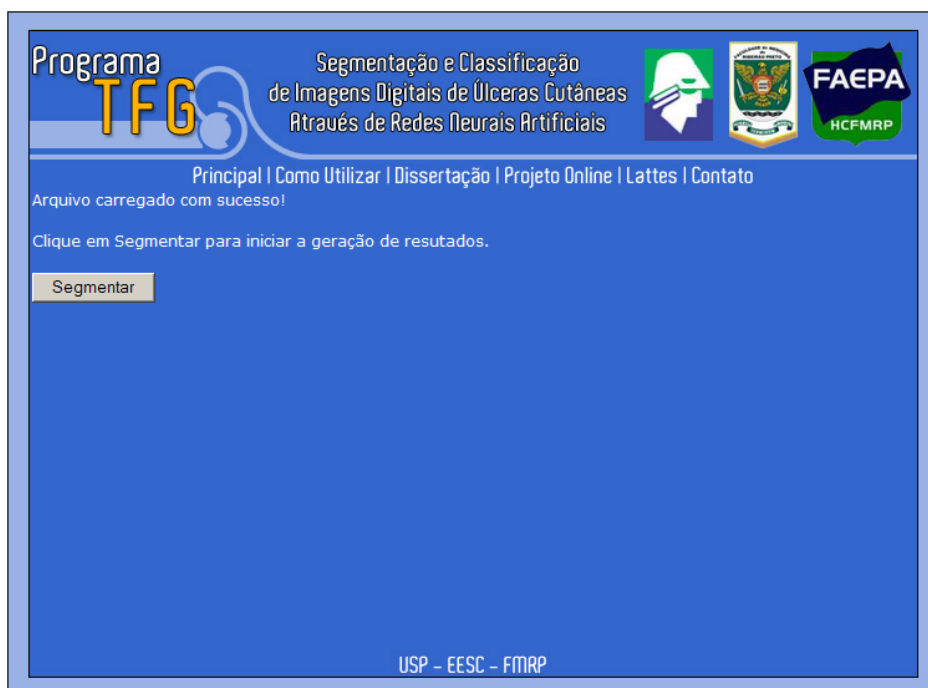 Programa
TFG
Segmentação e Classificação
de Imagens Digitais de Úlceras Cutâneas
Através de Redes Neurais Artificiais
FAEPA
HCFMRP
Principal | Como Utilizar | Dissertação | Projeto Online | Lattes | Contato
Arquivo carregado com sucesso!
Clique em Segmentar para iniciar a geração de resutados.
Segmentar
USP - EESC - FMRP